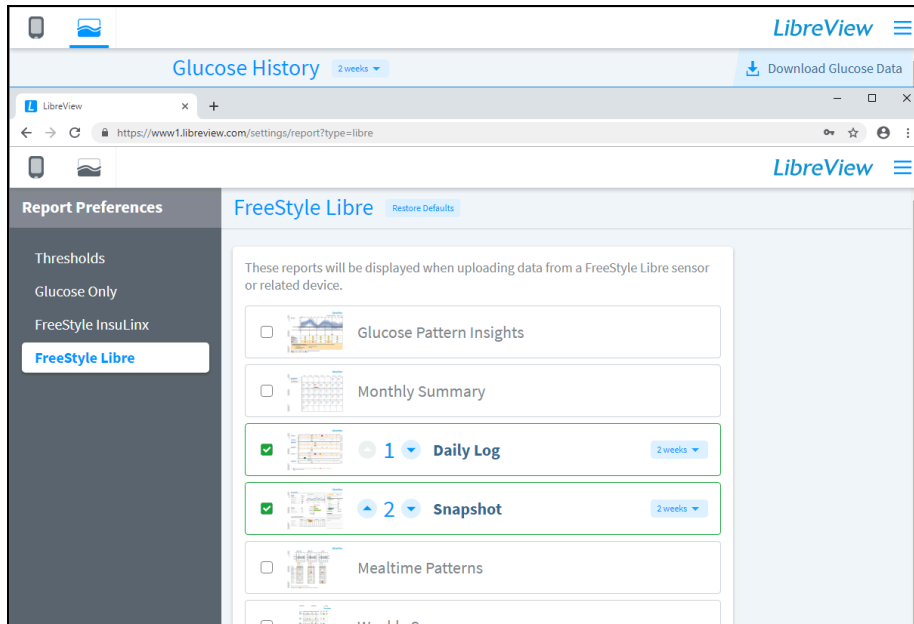 LibreView
Glucose History 2 weeks
Download Glucose Data
LibreView
https://www1.libreview.com/settings/report?type=libre
LibreView
Report Preferences
FreeStyle Libre Restore Defaults
Thresholds
Glucose Only
FreeStyle InsuLinx
FreeStyle Libre
These reports will be displayed when uploading data from a FreeStyle Libre sensor
or related device.
Glucose Pattern Insights
Monthly Summary
1 Daily Log 2 weeks
2 Snapshot 2 weeks
Mealtime Patterns